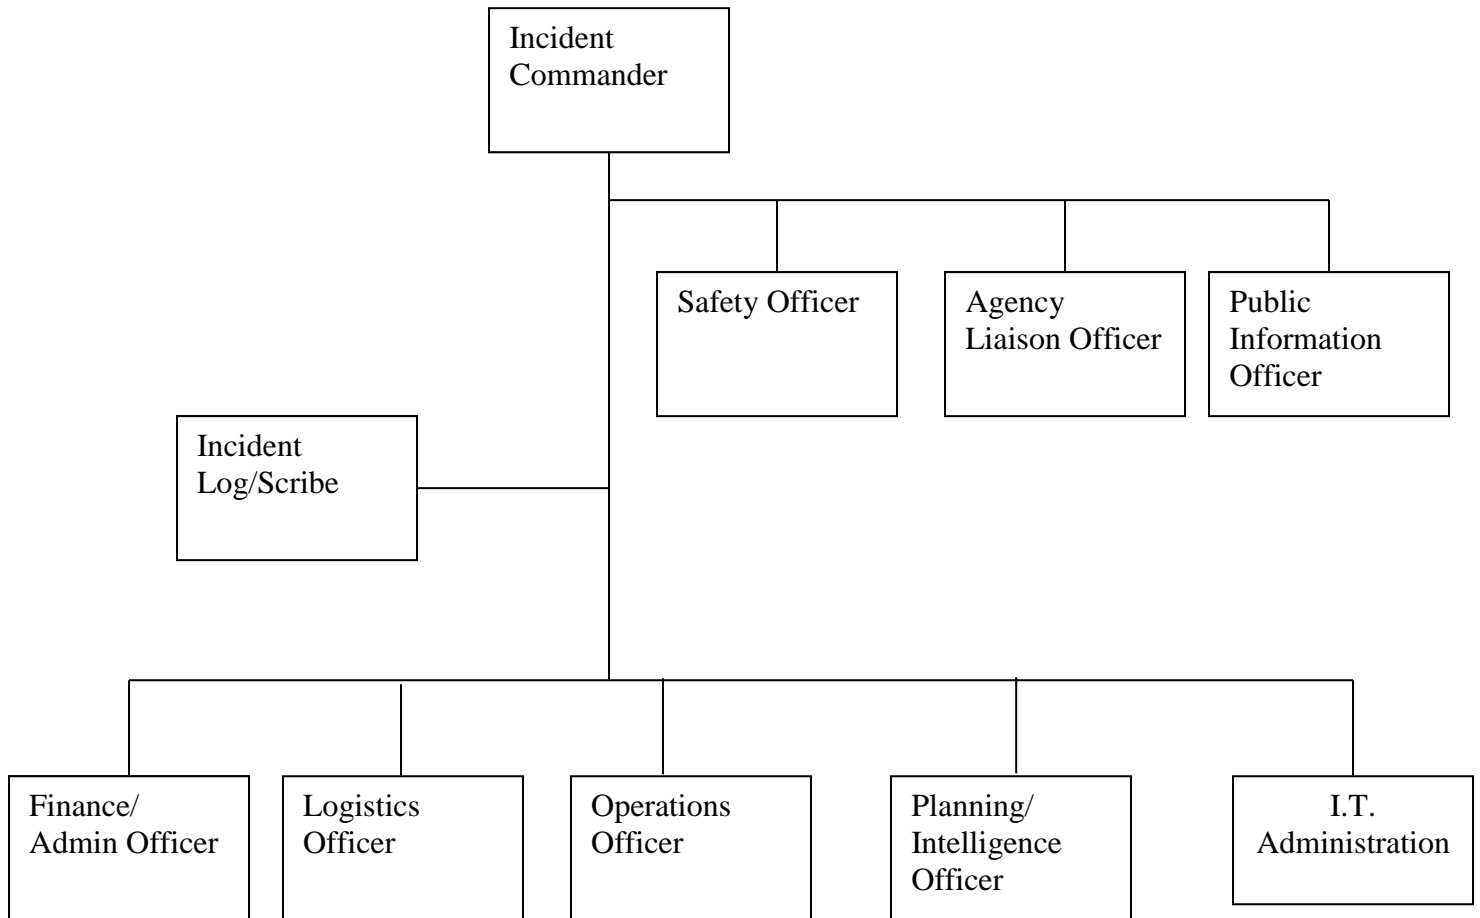 Incident
Commander
Safety Officer
Agency
Liaison Officer
Public
Information
Officer
Incident
Log/Scribe
Finance/
Admin Officer
Logistics
Officer
Operations
Officer
Planning/
Intelligence
Officer
I.T.
Administration